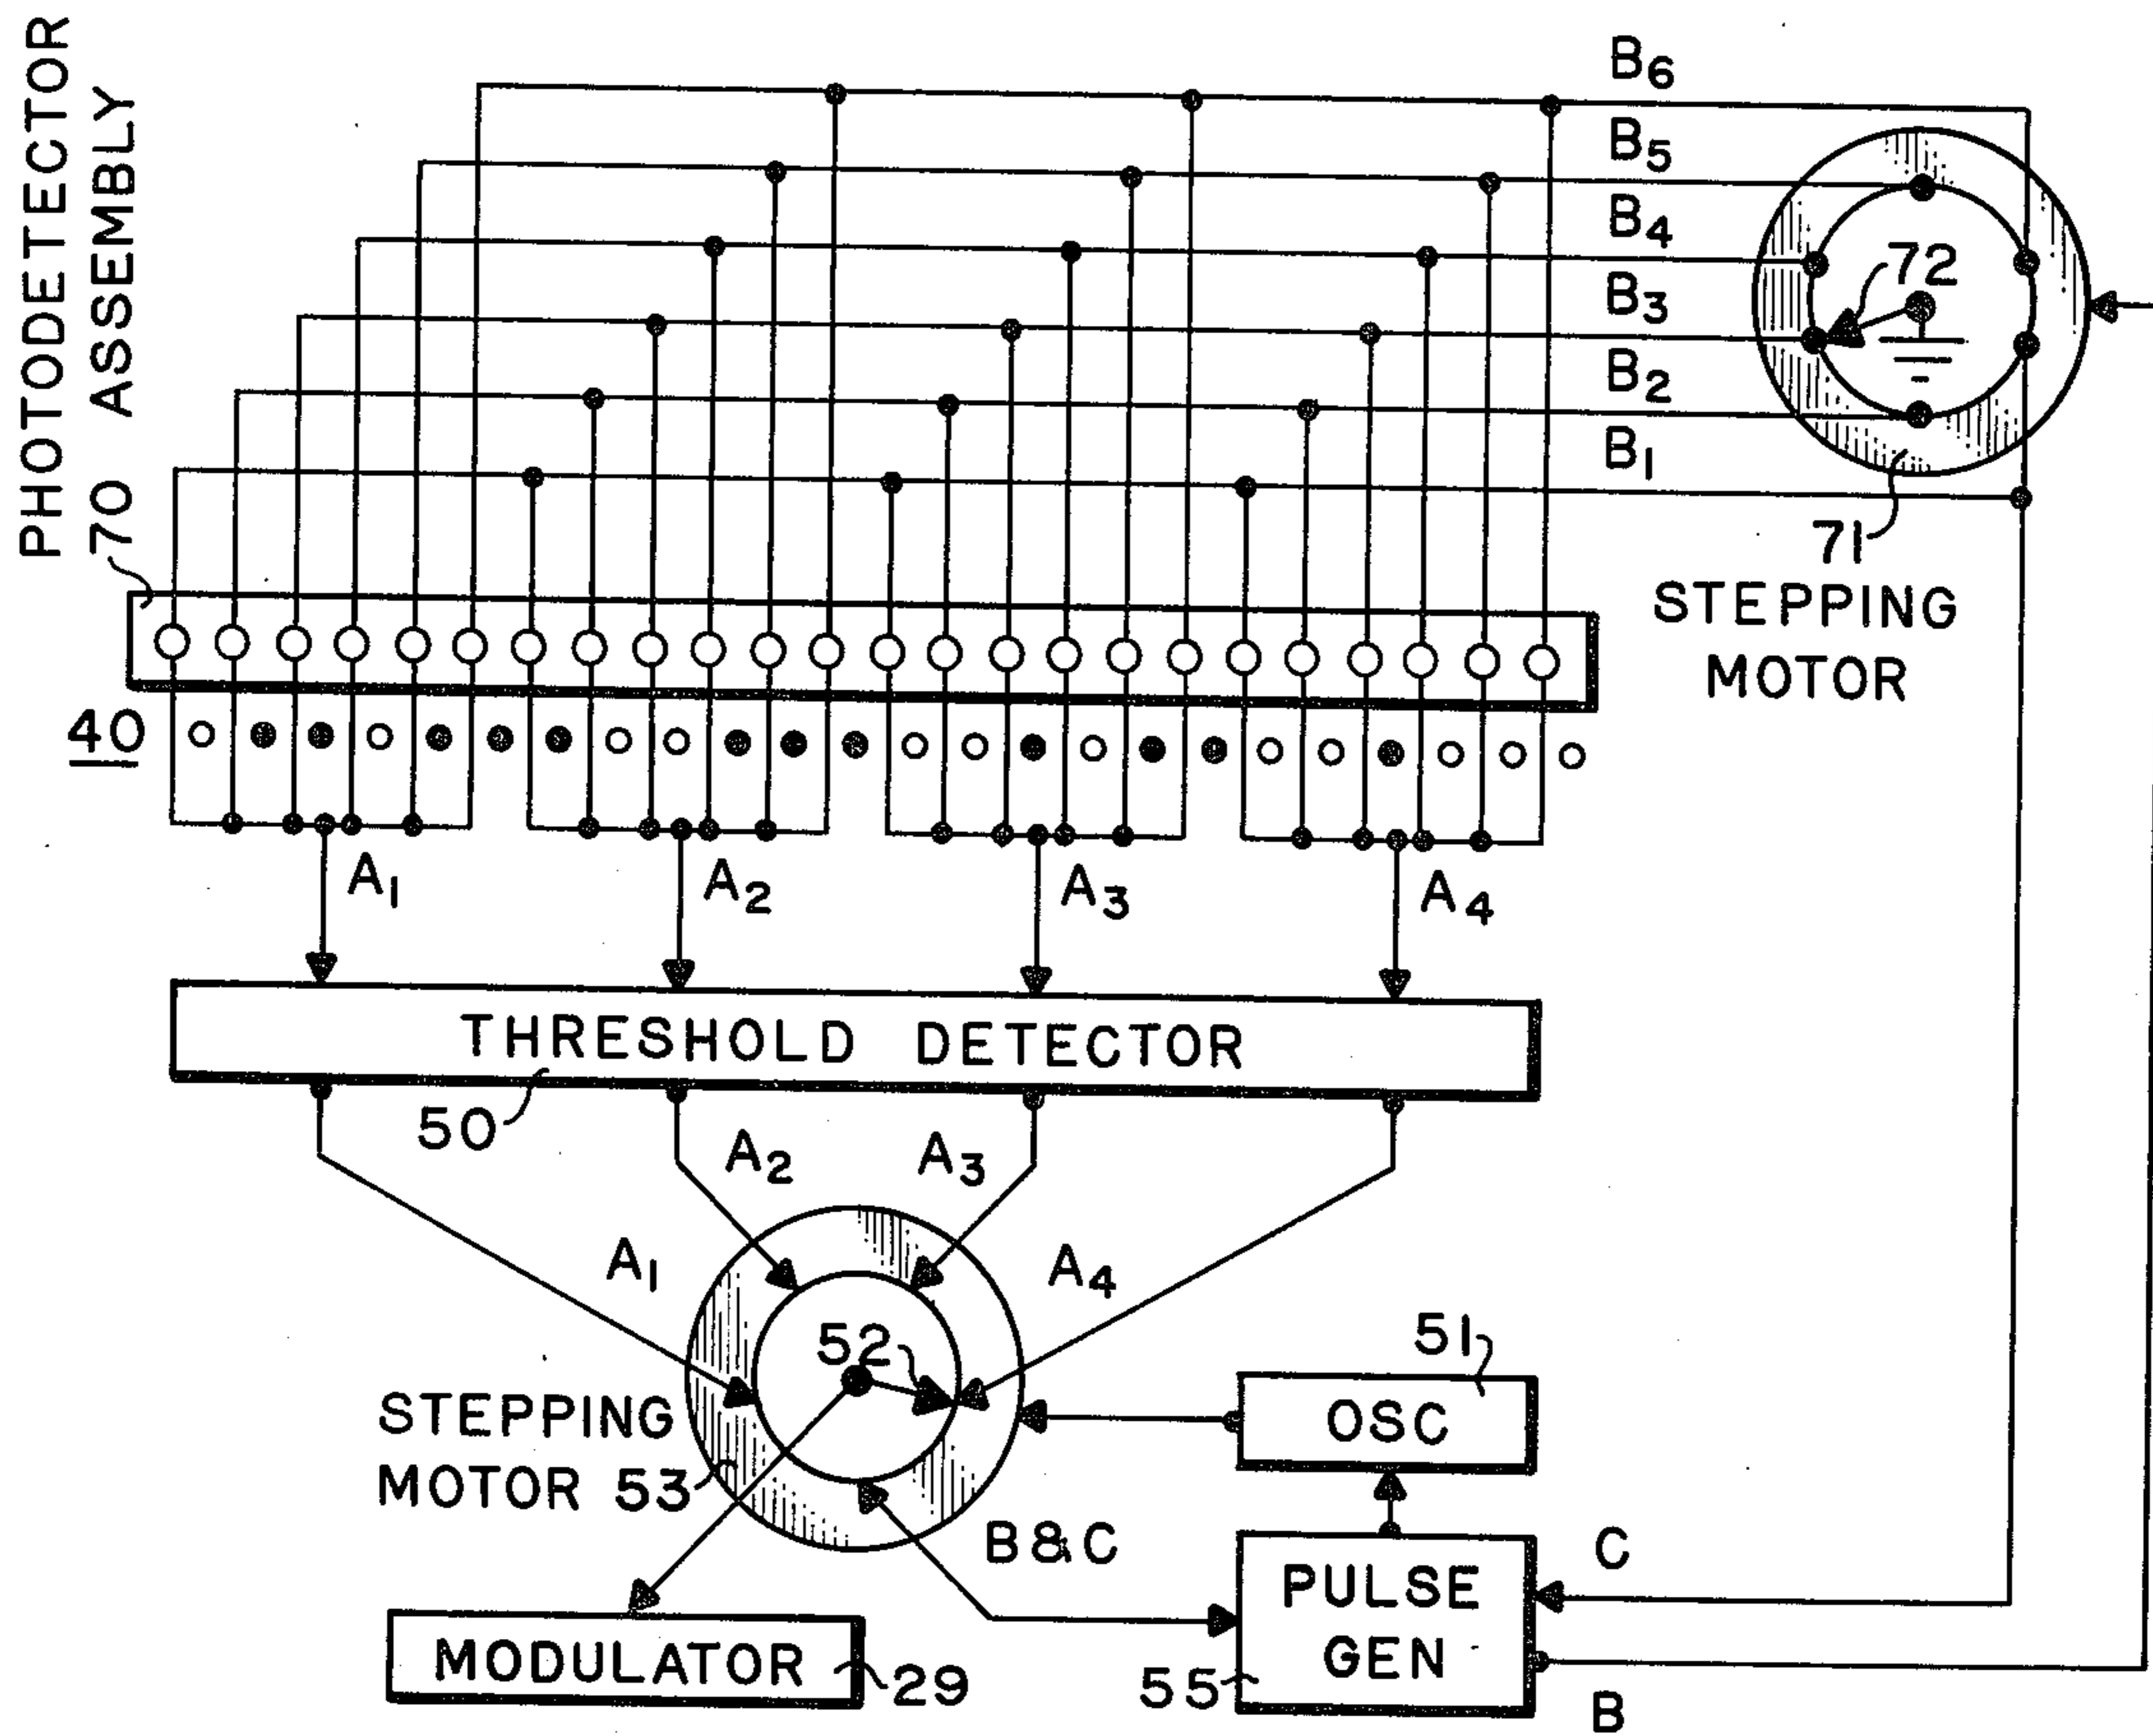 PHOTODETECTOR
70 ASSEMBLY
B6
B5
B4
B3
B2
B1
72
71
STEPPING
MOTOR
40
A1
A2
A3
A4
THRESHOLD DETECTOR
50
A2
A3
A1
A4
52
STEPPING
MOTOR 53
51
OSC
B&C
C
PULSE
GEN
55
B
MODULATOR
29